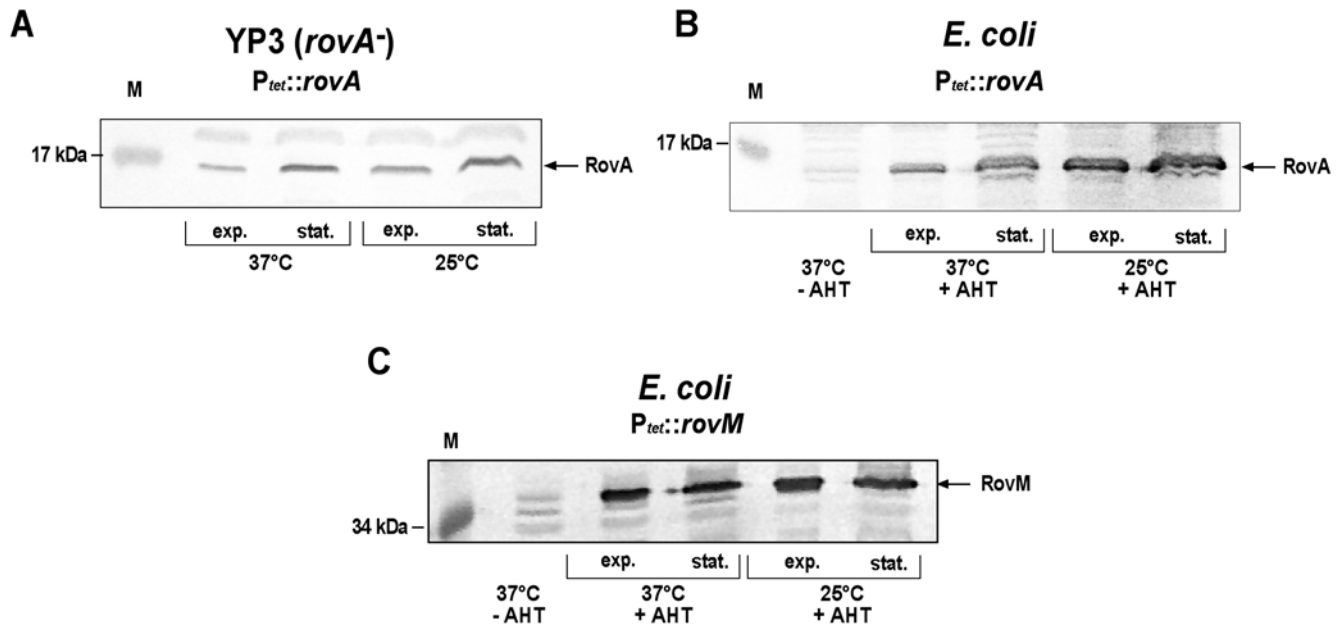 A
YP3 (rovA-)
Ptet::rovA
M
17 kDa
RovA
exp. stat. exp. stat.
37°C 25°C
B
E. coli
Ptet::rovA
M
17 kDa
RovA
exp. stat. exp. stat.
37°C 37°C 25°C
- AHT + AHT + AHT
C
E. coli
Ptet::rovM
M
RovM
34 kDa
exp. stat. exp. stat.
37°C 37°C 25°C
- AHT + AHT + AHT